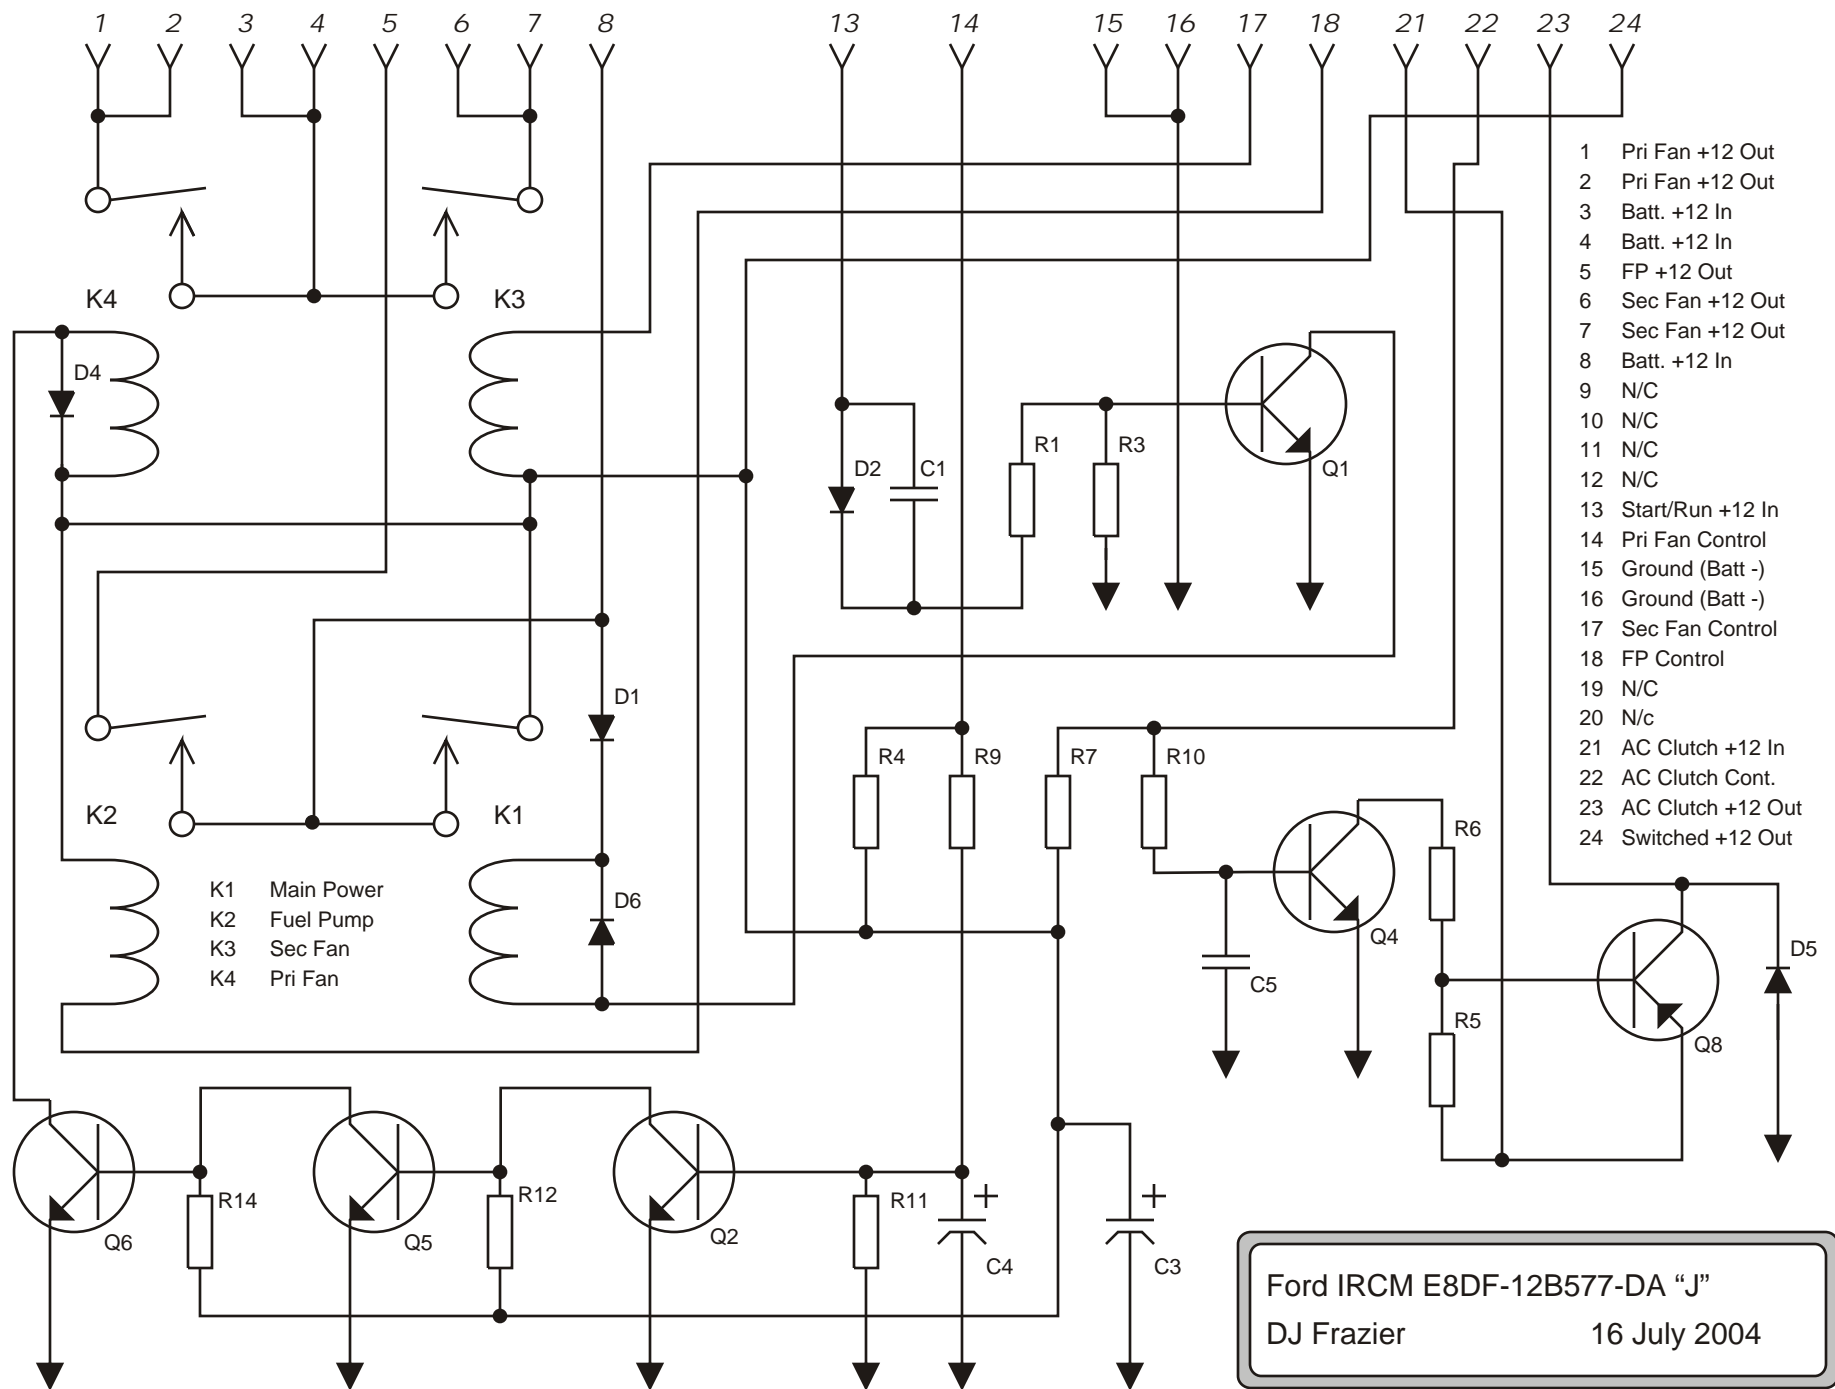 1 2 3 4 5 6 7 8 13 14 15 16 17 18 21 22 23 24
1 Pri Fan +12 Out
2 Pri Fan +12 Out
3 Batt. +12 In
4 Batt. +12 In
5 FP +12 Out
6 Sec Fan +12 Out
7 Sec Fan +12 Out
8 Batt. +12 In
9 N/C
10 N/C
11 N/C
12 N/C
13 Start/Run +12 In
14 Pri Fan Control
15 Ground (Batt -)
16 Ground (Batt -)
17 Sec Fan Control
18 FP Control
19 N/C
20 N/c
21 AC Clutch +12 In
22 AC Clutch Cont.
23 AC Clutch +12 Out
24 Switched +12 Out
K4 K3
D4
R1 R3
D2 C1 Q1
D1
R4 R9 R7 R10
K2 K1
R6
K1 Main Power
K2 Fuel Pump
K3 Sec Fan
K4 Pri Fan
D6
Q4
D5
C5
R5
Q8
R14 R12 R11
Q6 Q5 Q2
+ +
C4 C3
Ford IRCM E8DF-12B577-DA “J”
DJ Frazier 16 July 2004